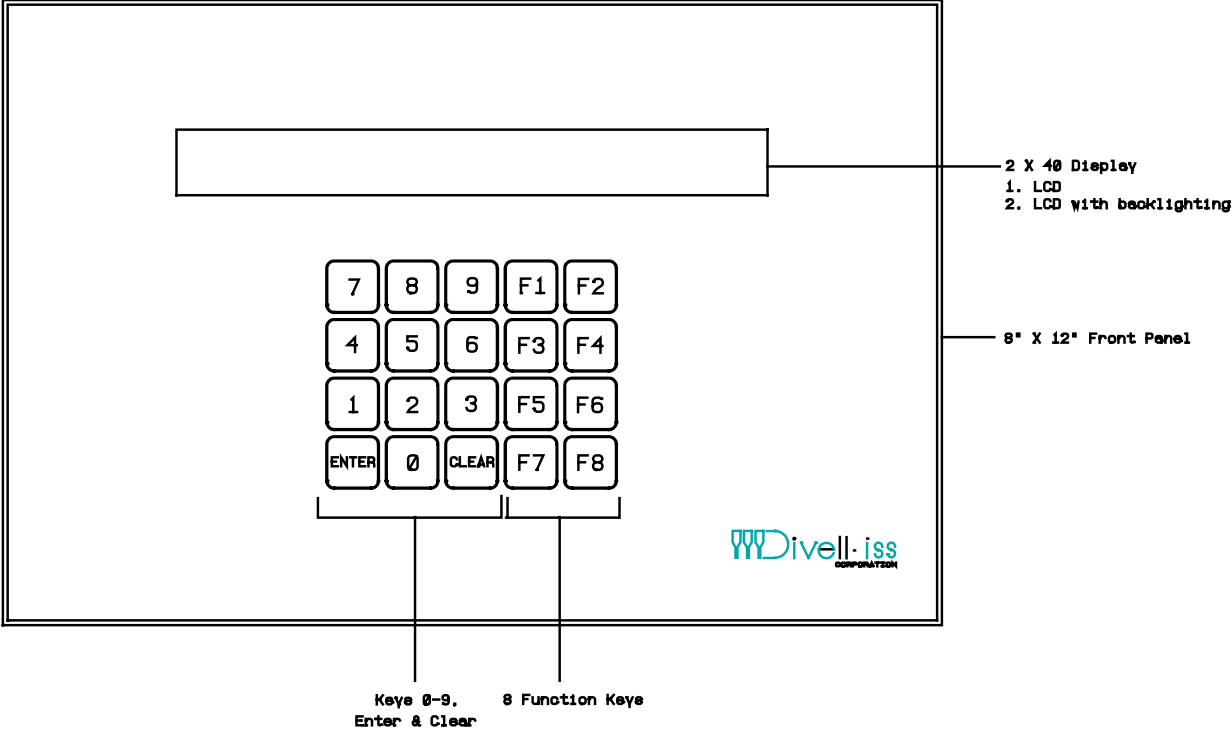 2 X 40 Display
1. LCD
2. LCD with backlighting
7 8 9 F1 F2
4 5 6 F3 F4
8" X 12" Front Panel
1 2 3 F5 F6
ENTER 0 CLEAR F7 F8
Divell·iss
CORPORATION
Keys 0-9, 8 Function Keys
Enter & Clear